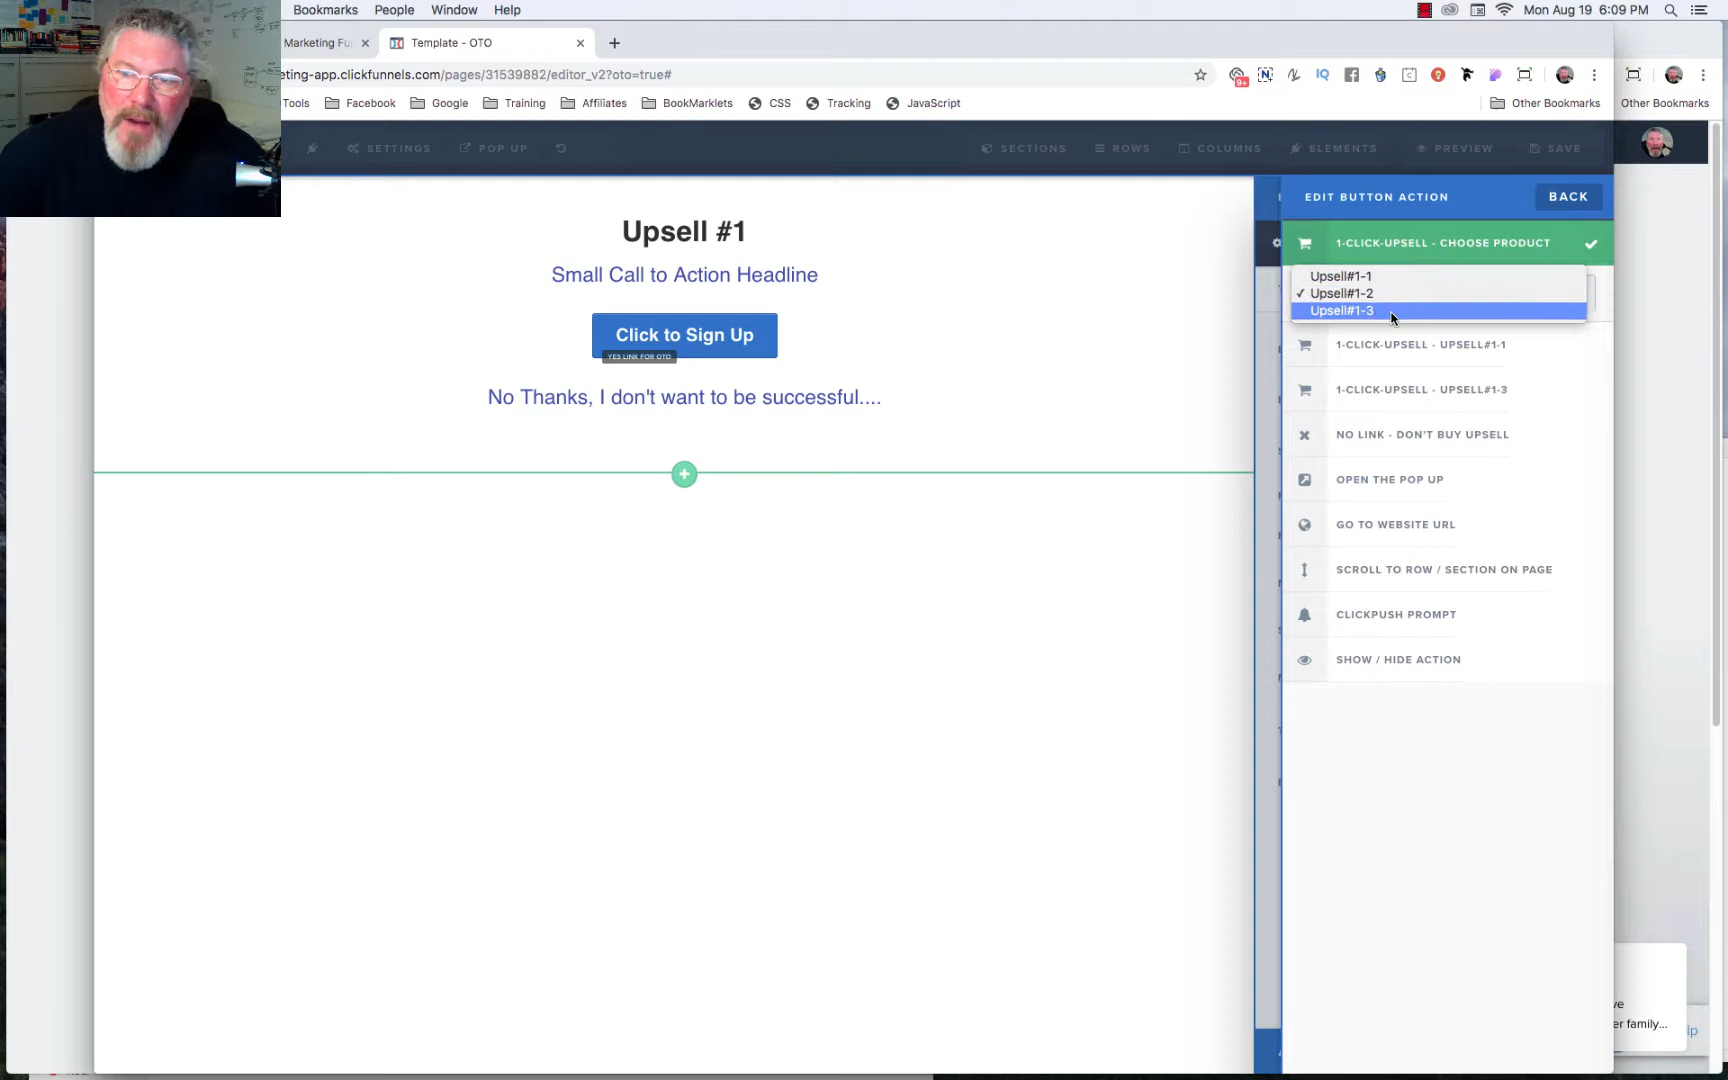 Bookmarks People Window Help
Mon Aug 19 6:09 PM
Marketing Fu
Template - OTO
eting-app.clickfunnels.com/pages/31539882/editor_v2?oto=true#
9+
IQ
Tools Facebook Google Training Affiliates BookMarklets CSS Tracking JavaScript Other Bookmarks Other Bookmarks
SETTINGS POP UP SECTIONS ROWS COLUMNS ELEMENTS PREVIEW SAVE
EDIT BUTTON ACTION
BACK
Upsell #1
Small Call to Action Headline
Click to Sign Up
YES LINK FOR OTO
No Thanks, I don't want to be successful....
1-CLICK-UPSELL - CHOOSE PRODUCT
Upsell#1-1
Upsell#1-2
Upsell#1-3
1-CLICK-UPSELL - UPSELL#1-1
1-CLICK-UPSELL - UPSELL#1-3
NO LINK - DON'T BUY UPSELL
OPEN THE POP UP
GO TO WEBSITE URL
SCROLL TO ROW / SECTION ON PAGE
CLICKPUSH PROMPT
SHOW / HIDE ACTION
ve
er family...
lp